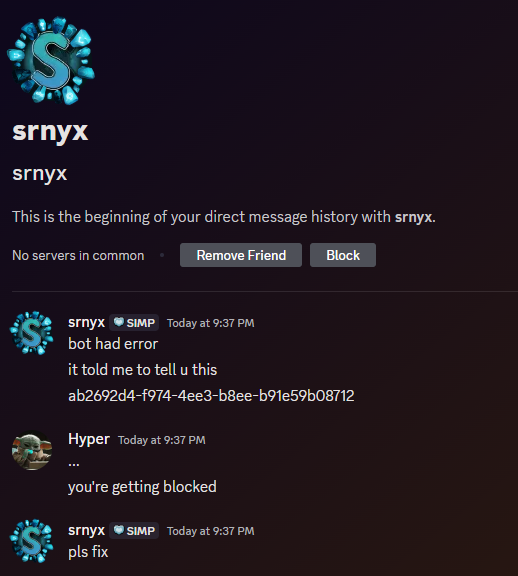 S
srnyx
srnyx
This is the beginning of your direct message history with srnyx.
No servers in common • Remove Friend Block
S
srnyx SIMP Today at 9:37 PM
bot had error
it told me to tell u this
ab2692d4-f974-4ee3-b8ee-b91e59b08712
Hyper Today at 9:37 PM
...
you're getting blocked
S
srnyx SIMP Today at 9:37 PM
pls fix